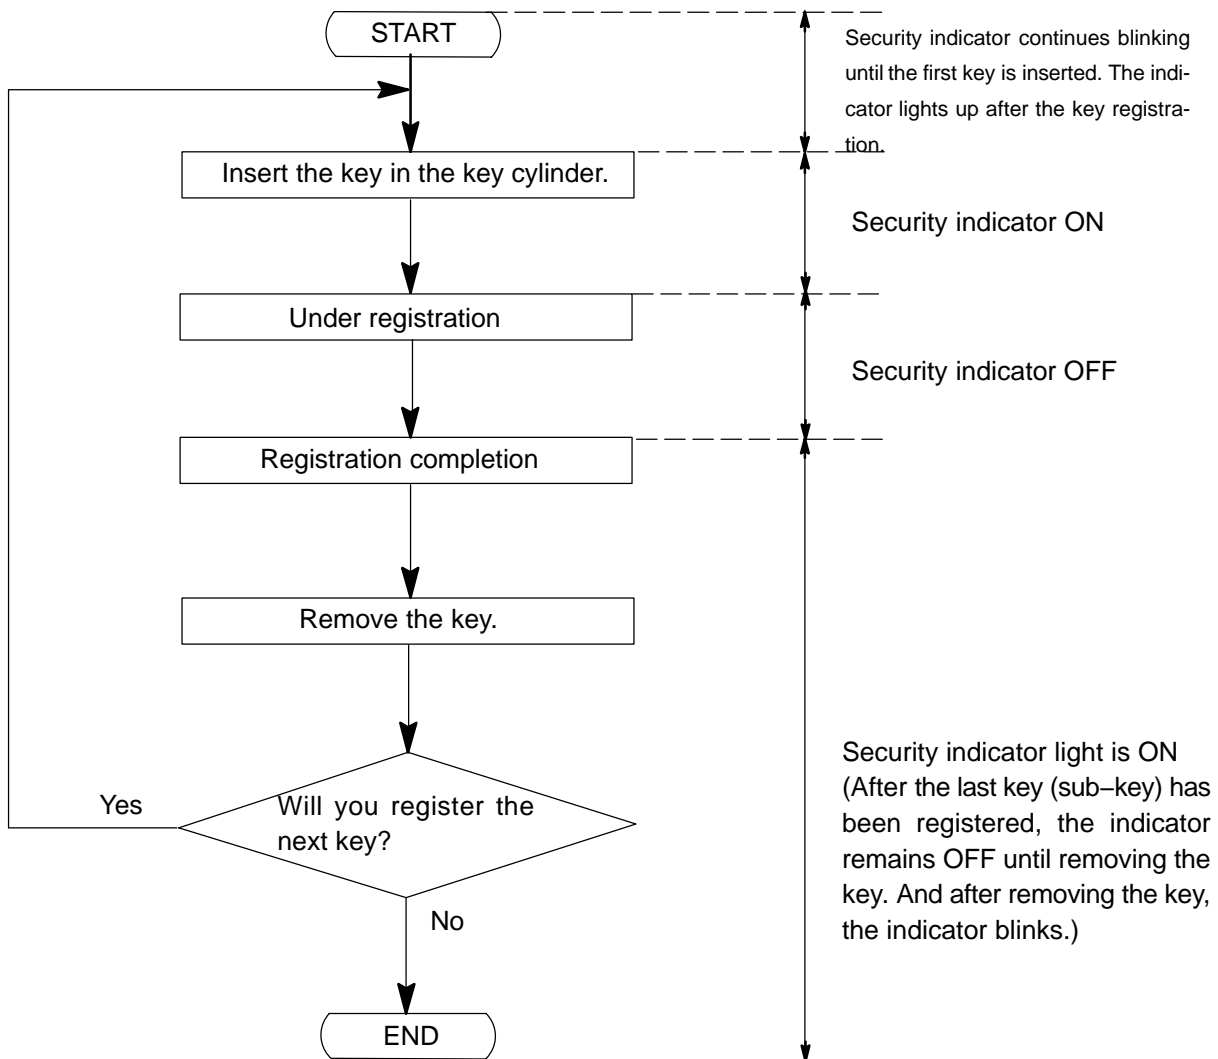 START
Security indicator continues blinking
until the first key is inserted. The indi-
cator lights up after the key registra-
tion.
Insert the key in the key cylinder.
Security indicator ON
Under registration
Security indicator OFF
Registration completion
Remove the key.
Security indicator light is ON
(After the last key (sub–key) has
been registered, the indicator
remains OFF until removing the
key. And after removing the key,
the indicator blinks.)
Yes
Will you register the
next key?
No
END